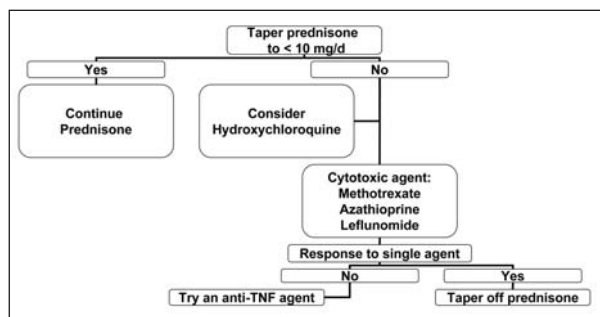 Taper prednisone
to < 10 mg/d
Yes
No
Continue
Prednisone
Consider
Hydroxychloroquine
Cytotoxic agent:
Methotrexate
Azathioprine
Leflunomide
Response to single agent
No
Yes
Try an anti-TNF agent
Taper off prednisone